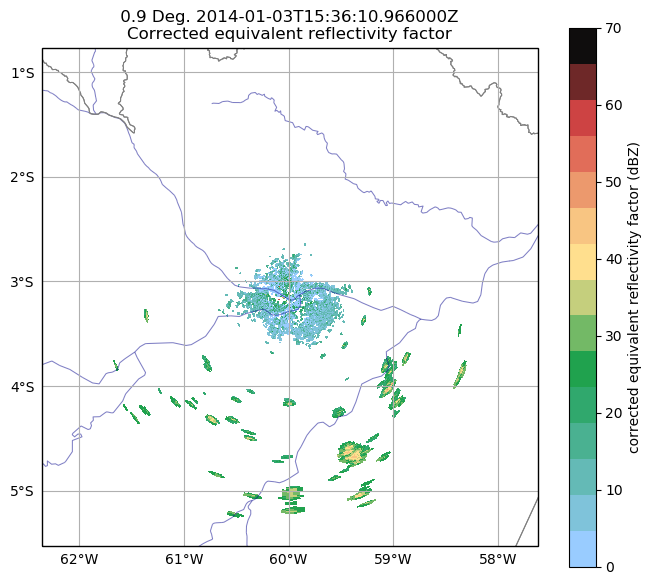 0.9 Deg. 2014-01-03T15:36:10.966000Z
Corrected equivalent reflectivity factor
1°S
2°S
3°S
4°S
5°S
62°W
61°W
60°W
59°W
58°W
70
60
50
40
30
20
10
0
corrected equivalent reflectivity factor (dBZ)